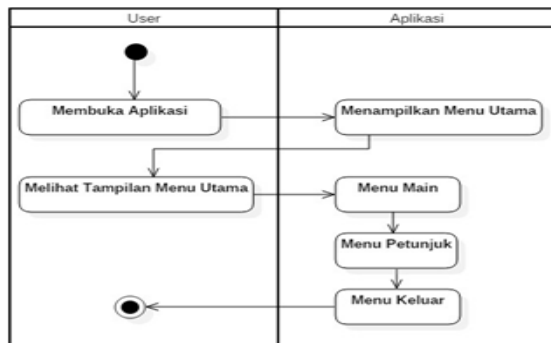 User
Aplikasi
Membuka Aplikasi
Menampilkan Menu Utama
Melihat Tampilan Menu Utama
Menu Main
Menu Petunjuk
Menu Keluar